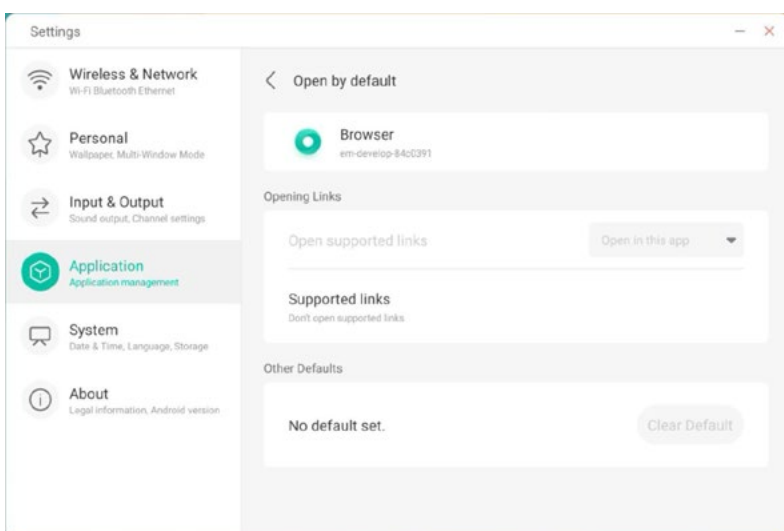 Settings
Wireless & Network
Wi-Fi Bluetooth Ethernet
Personal
Wallpaper, Multi-Window Mode
Input & Output
Sound output, Channel settings
Application
Application management
System
Date & Time, Language, Storage
About
Legal information, Android version
Open by default
Browser
em-develop-84c0391
Opening Links
Open supported links
Open in this app
Supported links
Don't open supported links
Other Defaults
No default set.
Clear Default